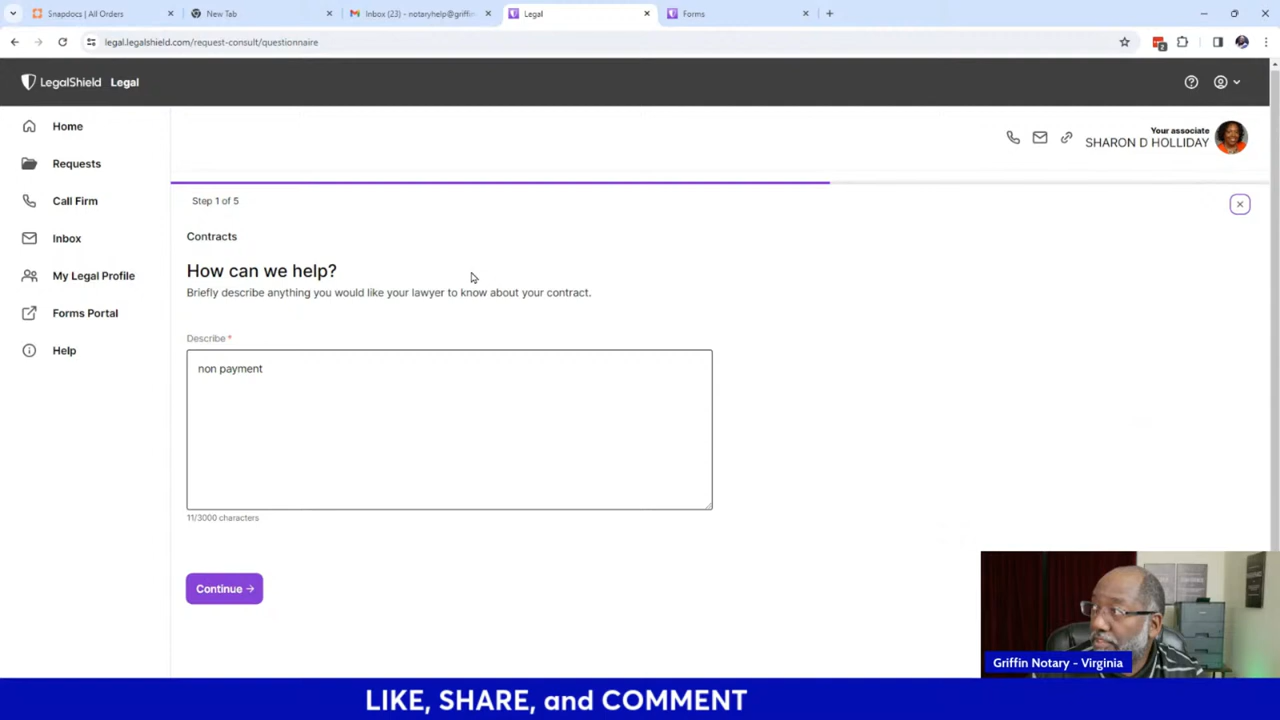 Snapdocs | All Orders
New Tab
Inbox (23) - notaryhelp@griffin
Legal
Forms
legal.legalshield.com/request-consult/questionnaire
2
LegalShield Legal
Home
Requests
Call Firm
Inbox
My Legal Profile
Forms Portal
Help
Your associate
SHARON D HOLLIDAY
Step 1 of 5
Contracts
How can we help?
Briefly describe anything you would like your lawyer to know about your contract.
Describe *
non payment
11/3000 characters
Continue →
Griffin Notary - Virginia
LIKE, SHARE, and COMMENT